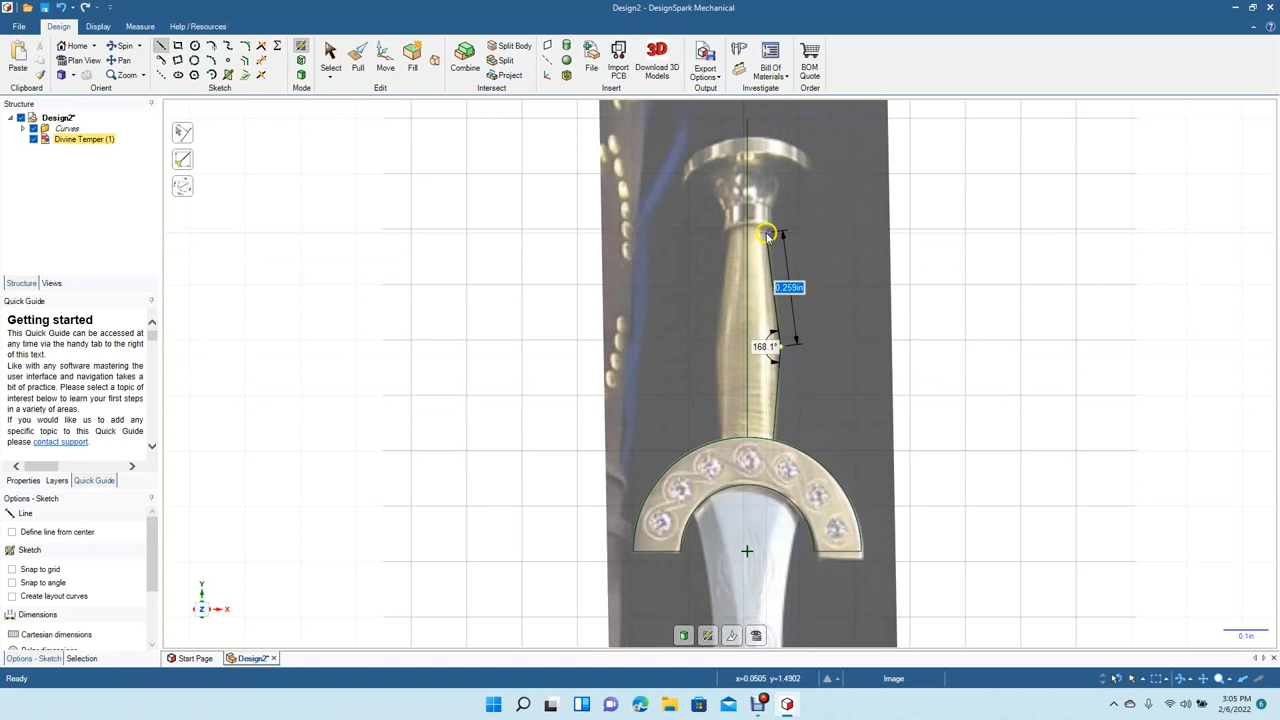 Design2 - DesignSpark Mechanical
File Design Display Measure Help / Resources
Paste
Home Spin
Plan View Pan
Zoom
Select Pull Move Fill
Combine
Split Body
Split
Project
File Import PCB Download 3D Models
Export Options
Bill Of Materials
BOM Quote
Clipboard Orient Sketch Mode Edit Intersect Insert Output Investigate Order
Structure
Design2*
Curves
Divine Temper (1)
Structure Views
Quick Guide
Getting started
This Quick Guide can be accessed at
any time via the handy tab to the right
of this text.
Like with any software mastering the
user interface and navigation takes a
bit of practice. Please select a topic of
interest below to learn your first steps
in a variety of areas.
If you would like us to add any
specific topic to this Quick Guide
please contact support.
Properties Layers Quick Guide
Options - Sketch
Line
Define line from center
Sketch
Snap to grid
Snap to angle
Create layout curves
Dimensions
Cartesian dimensions
Options - Sketch Selection
0.259in
168.1°
Y
Z X
0.1in
Start Page Design2*
Ready x=0.0505 y=1.4902 Image
3:05 PM
2/6/2022